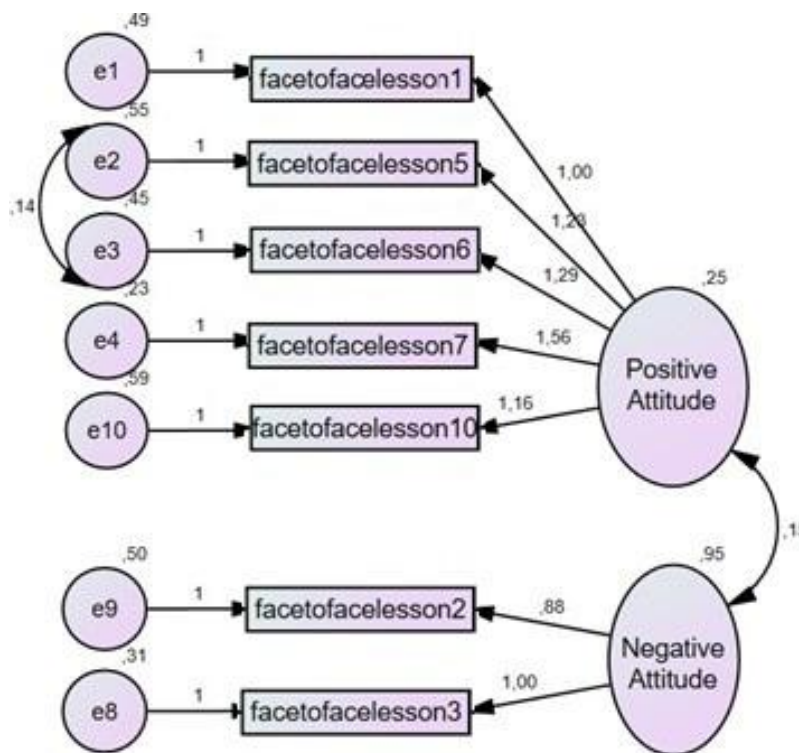 ,49
e1
1
facetofacelesson1
,55
e2
1
facetofacelesson5
1,00
,14
,45
e3
1
facetofacelesson6
1,29
,25
,23
e4
1
facetofacelesson7
1,56
Positive
Attitude
,59
e10
1
facetofacelesson10
1,16
,50
e9
1
facetofacelesson2
,88
,95
Negative
Attitude
,31
e8
1
facetofacelesson3
1,00